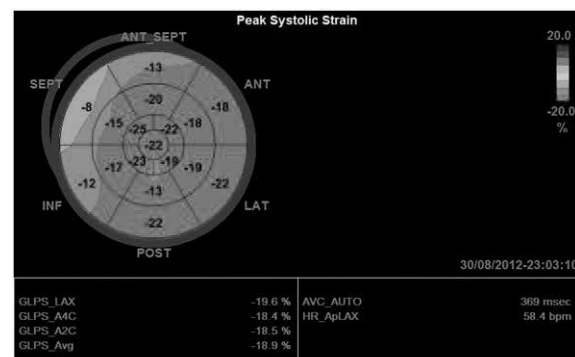 Peak Systolic Strain
ANT_SEPT
20.0
SEPT
-13
ANT
-8
-20
-18
-15
-25
-22
-18
-20.0
%
-22
-12
-17
-23
-19
-19
-22
-13
INF
LAT
-22
POST
30/08/2012-23:03:10
GLPS_LAX -19.6 % AVC_AUTO 369 msec
GLPS_A4C -18.4 % HR_ApLAX 58.4 bpm
GLPS_A2C -18.5 %
GLPS_Avg -18.9 %